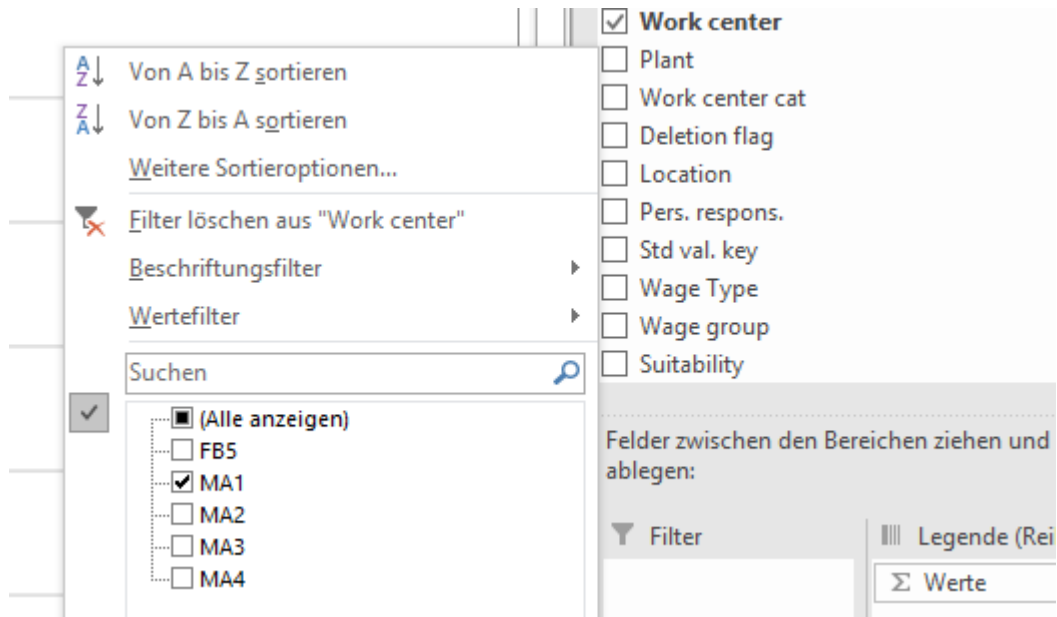 Von A bis Z sortieren
Von Z bis A sortieren
Weitere Sortieroptionen...
Filter löschen aus "Work center"
Beschriftungsfilter
Wertefilter
Suchen
(Alle anzeigen)
FB5
MA1
MA2
MA3
MA4
Work center
Plant
Work center cat
Deletion flag
Location
Pers. respons.
Std val. key
Wage Type
Wage group
Suitability
Felder zwischen den Bereichen ziehen und
ablegen:
Filter
Legende (Rei
Σ Werte